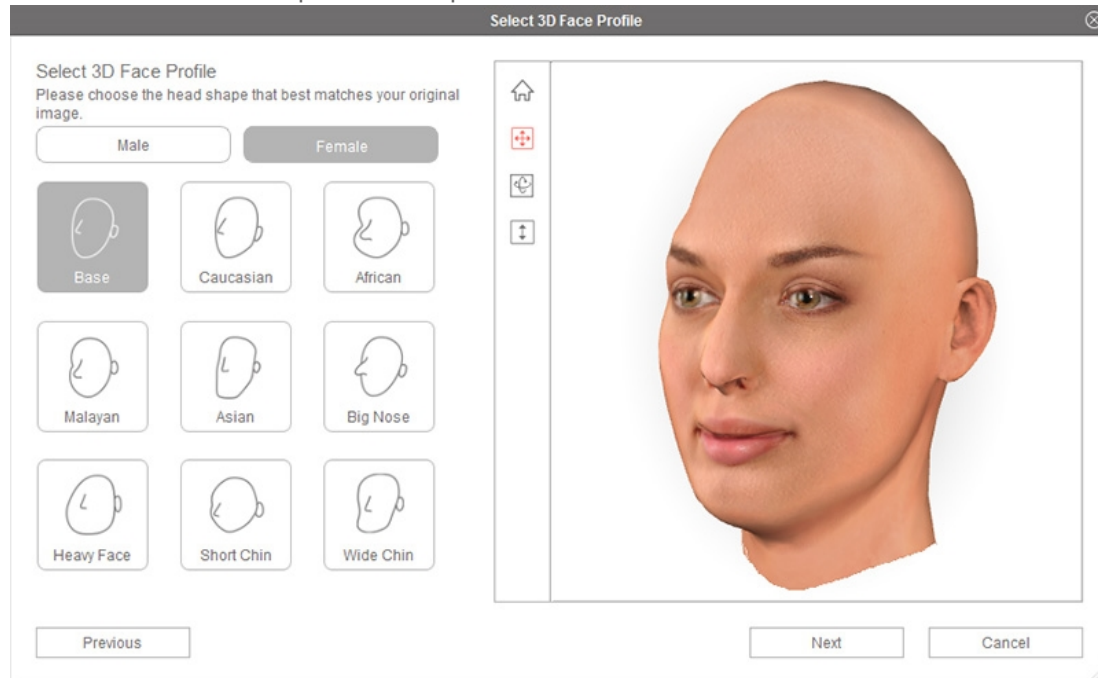 Select 3D Face Profile
Select 3D Face Profile
Please choose the head shape that best matches your original
image.
Male Female
Base Caucasian African
Malayan Asian Big Nose
Heavy Face Short Chin Wide Chin
Previous Next Cancel